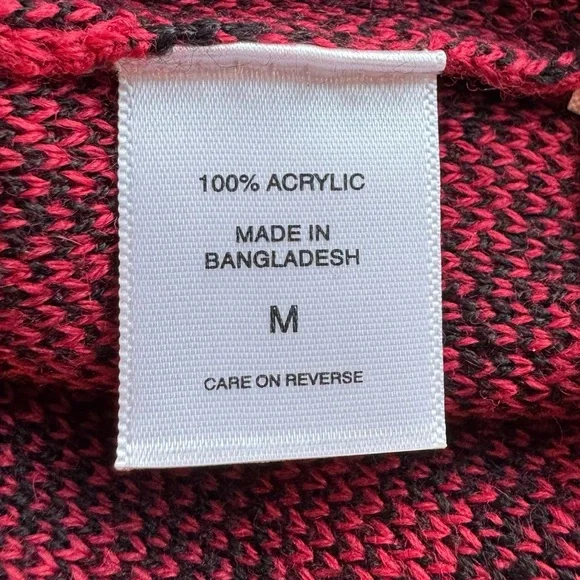 100% ACRYLIC
MADE IN
BANGLADESH
M
CARE ON REVERSE